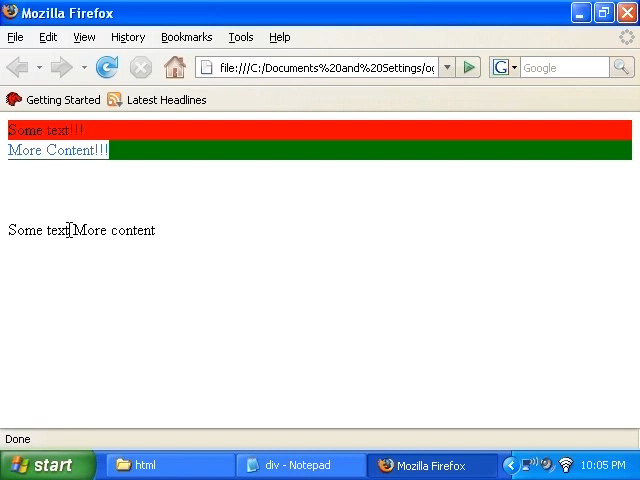 Mozilla Firefox
File Edit View History Bookmarks Tools Help
file:///C:/Documents%20and%20Settings/og
G Google
Getting Started Latest Headlines
Some text!!!
More Content!!!
Some text More content
Done
start html div - Notepad Mozilla Firefox 10:05 PM